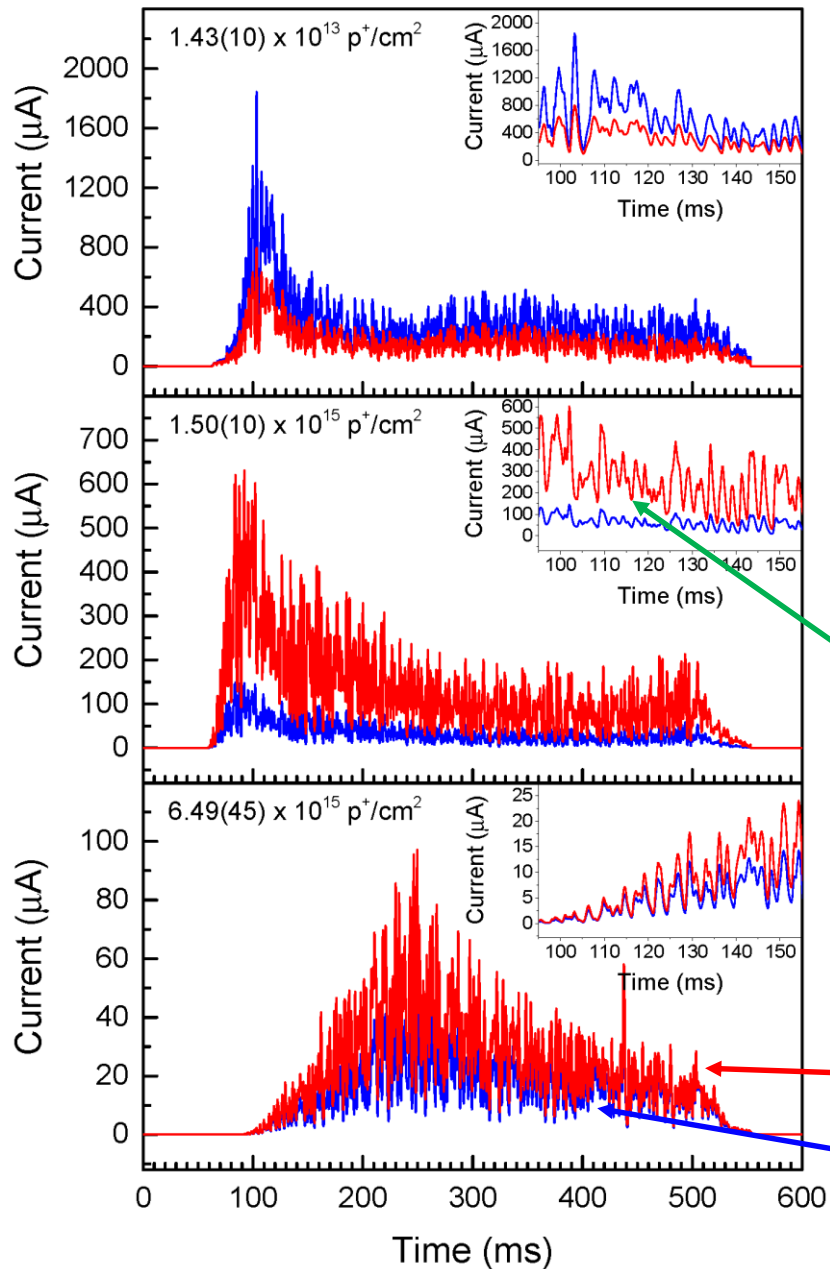 1.43(10) x 10¹³ p⁺/cm²
Current (μA)
2000
1600
1200
800
400
0
Current (μA)
2000
1600
1200
800
400
0
100 110 120 130 140 150
Time (ms)
1.50(10) x 10¹⁵ p⁺/cm²
Current (μA)
700
600
500
400
300
200
100
0
Current (μA)
600
500
400
300
200
100
0
100 110 120 130 140 150
Time (ms)
6.49(45) x 10¹⁵ p⁺/cm²
Current (μA)
100
80
60
40
20
0
Current (μA)
25
20
15
10
5
0
100 110 120 130 140 150
Time (ms)
0 100 200 300 400 500 600
Time (ms)